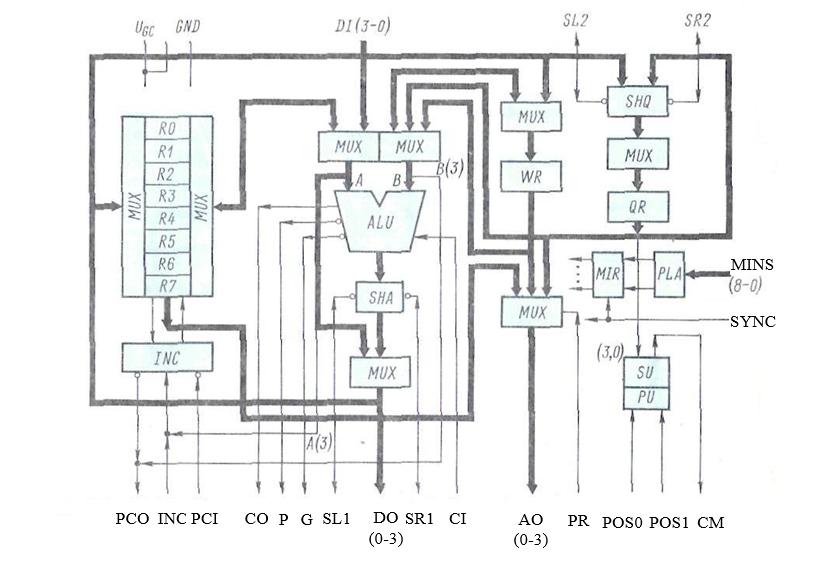 U_GC GND DI (3-0) SL2 SR2
SHQ
R0
MUX
R1
MUX MUX
MUX
R2
B(3)
WR
MUX MUX
R3
A B
QR
R4
ALU
R5
R6
MIR PLA
MINS
(8-0)
R7
SHA
MUX
SYNC
INC
(3,0)
MUX
SU
PU
A(3)
PCO INC PCI CO P G SL1 DO SR1 CI AO PR POS0 POS1 CM
(0-3) (0-3)